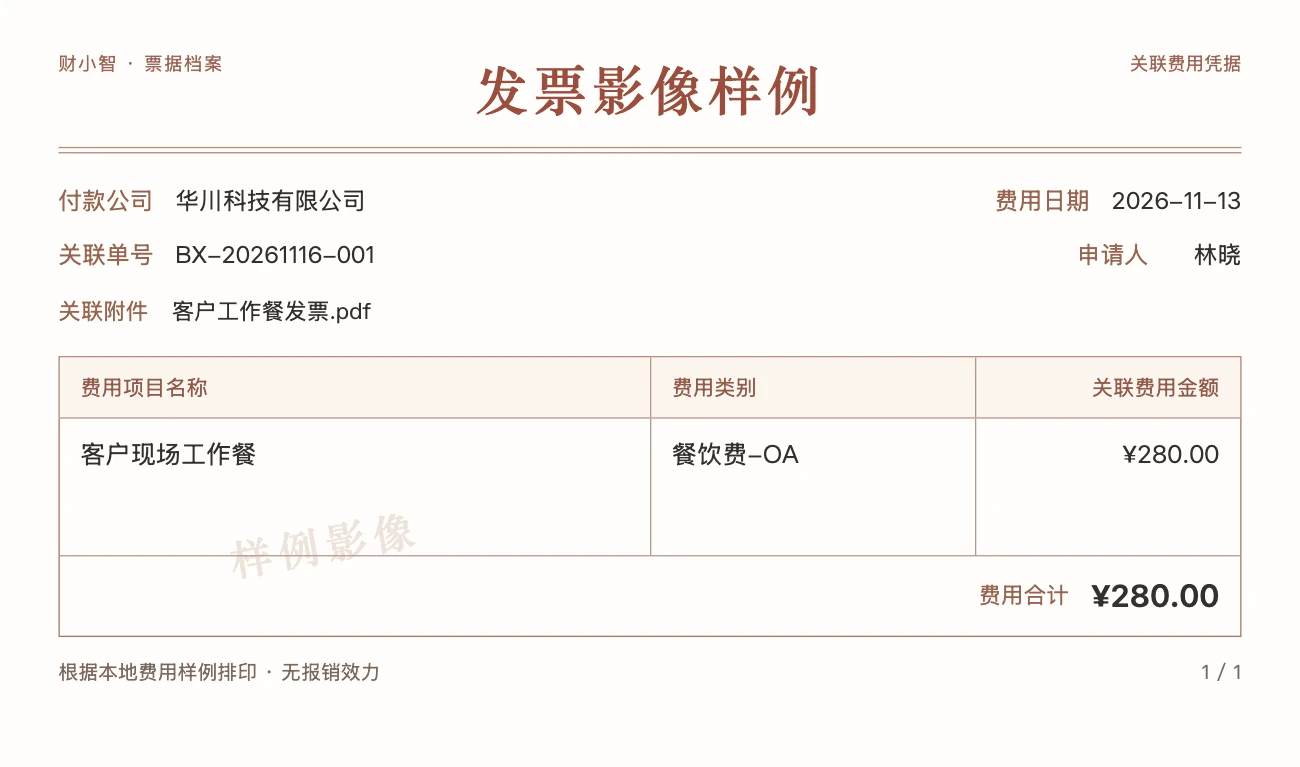 财小智 · 票据档案
发票影像样例
关联费用凭据
付款公司 华川科技有限公司
费用日期 2026–11–13
关联单号 BX–20261116–001
申请人 林晓
关联附件 客户工作餐发票.pdf
费用项目名称 费用类别 关联费用金额
客户现场工作餐 餐饮费–OA ¥280.00
样例影像
费用合计 ¥280.00
根据本地费用样例排印 · 无报销效力
1 / 1